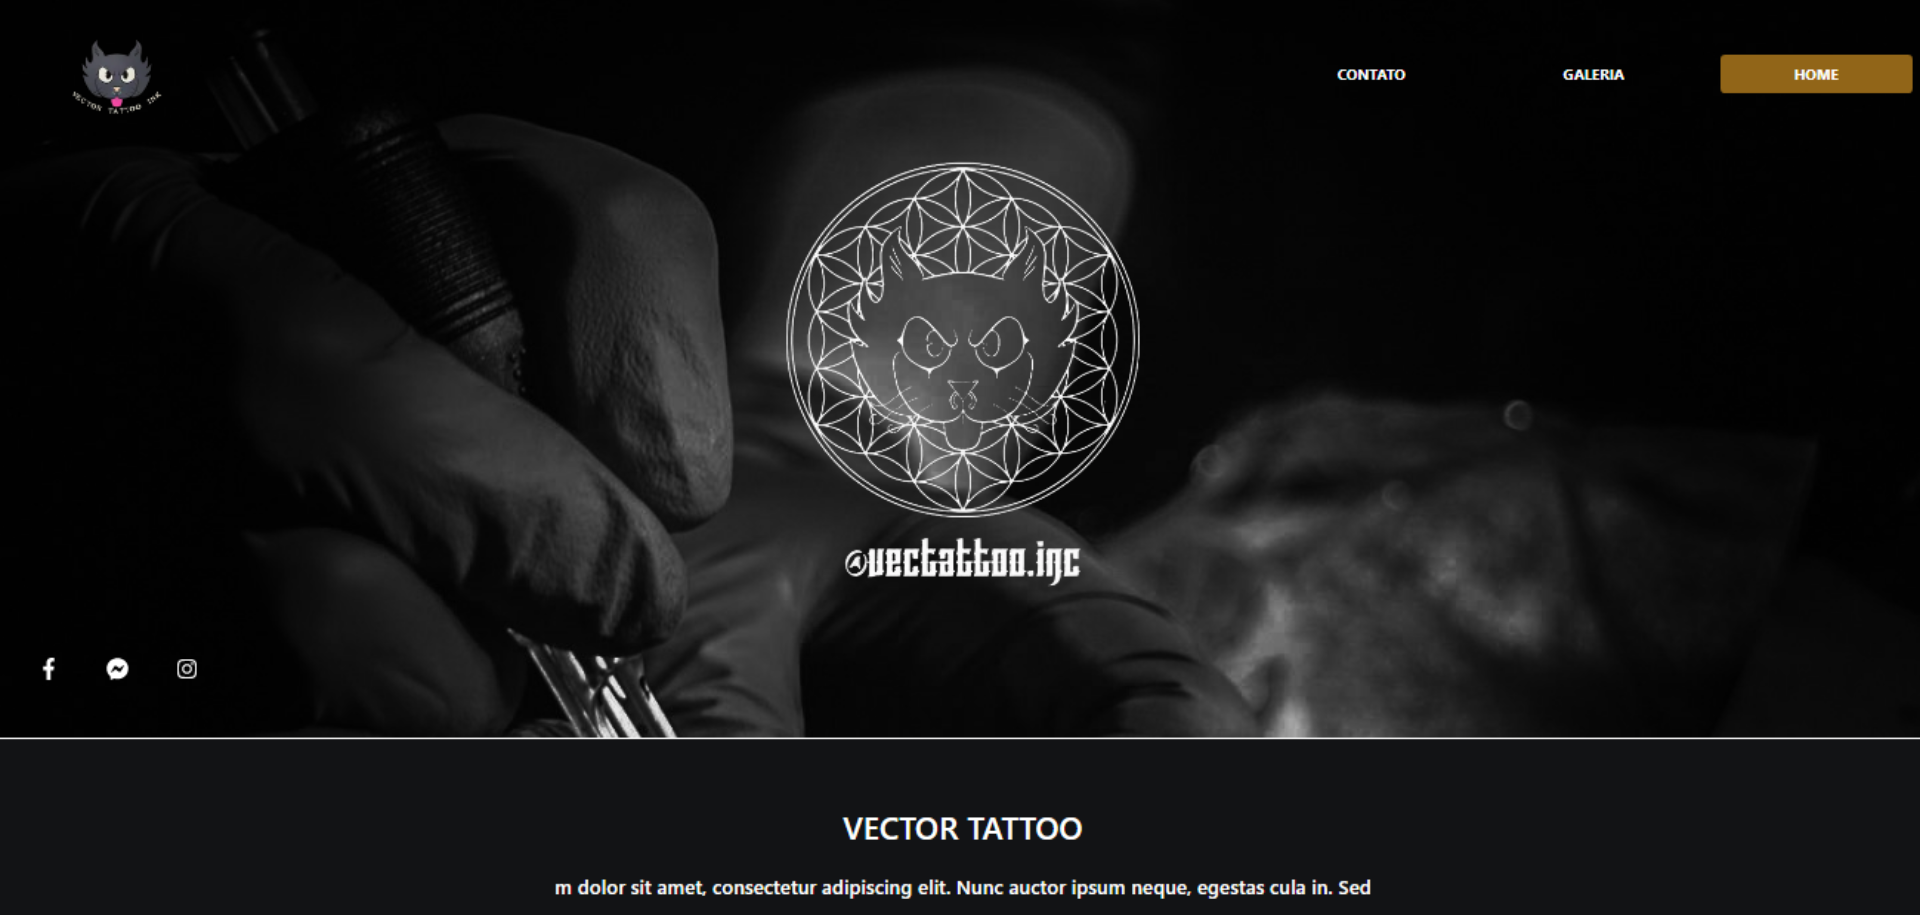 VECTOR TATTOO INK
CONTATO
GALERIA
HOME
@vectattoo.inc
VECTOR TATTOO
m dolor sit amet, consectetur adipiscing elit. Nunc auctor ipsum neque, egestas cula in. Sed